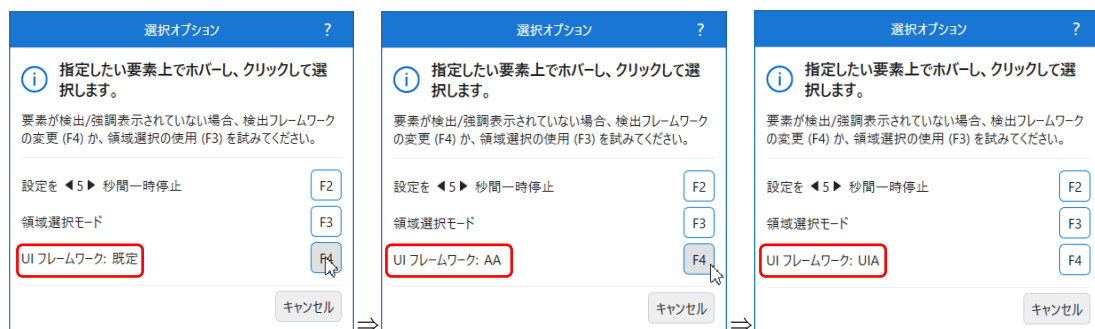 選択オプション ?
指定したい要素上でホバーし、クリックして選
択します。
要素が検出/強調表示されていない場合、検出フレームワーク
の変更 (F4) か、領域選択の使用 (F3) を試みてください。
設定を ◀ 5 ▶ 秒間一時停止 F2
領域選択モード F3
UI フレームワーク: 既定 F4
キャンセル
⇒
選択オプション ?
指定したい要素上でホバーし、クリックして選
択します。
要素が検出/強調表示されていない場合、検出フレームワーク
の変更 (F4) か、領域選択の使用 (F3) を試みてください。
設定を ◀ 5 ▶ 秒間一時停止 F2
領域選択モード F3
UI フレームワーク: AA F4
キャンセル
⇒
選択オプション ?
指定したい要素上でホバーし、クリックして選
択します。
要素が検出/強調表示されていない場合、検出フレームワーク
の変更 (F4) か、領域選択の使用 (F3) を試みてください。
設定を ◀ 5 ▶ 秒間一時停止 F2
領域選択モード F3
UI フレームワーク: UIA F4
キャンセル